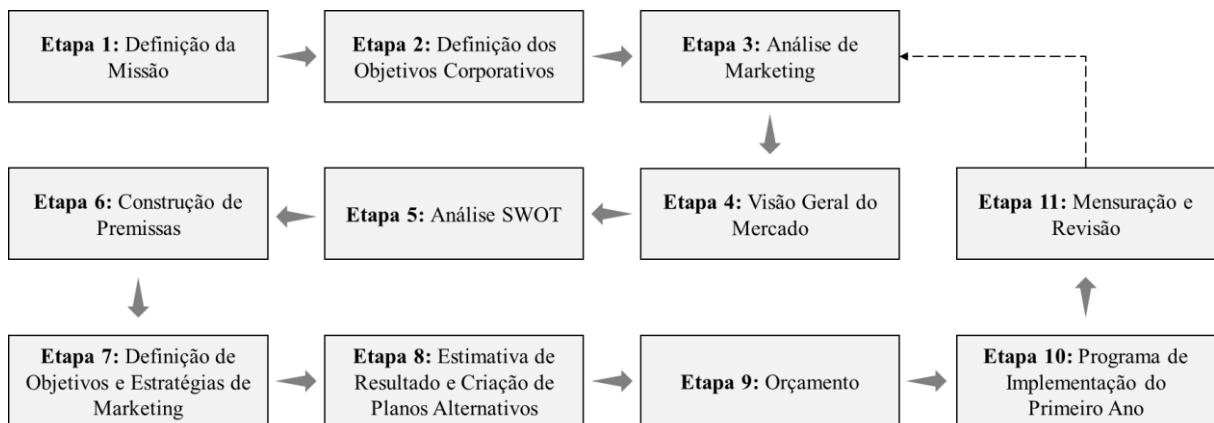 Etapa 1: Definição da
Missão
Etapa 2: Definição dos
Objetivos Corporativos
Etapa 3: Análise de
Marketing
Etapa 4: Visão Geral do
Mercado
Etapa 5: Análise SWOT
Etapa 6: Construção de
Premissas
Etapa 7: Definição de
Objetivos e Estratégias de
Marketing
Etapa 8: Estimativa de
Resultado e Criação de
Planos Alternativos
Etapa 9: Orçamento
Etapa 10: Programa de
Implementação do
Primeiro Ano
Etapa 11: Mensuração e
Revisão